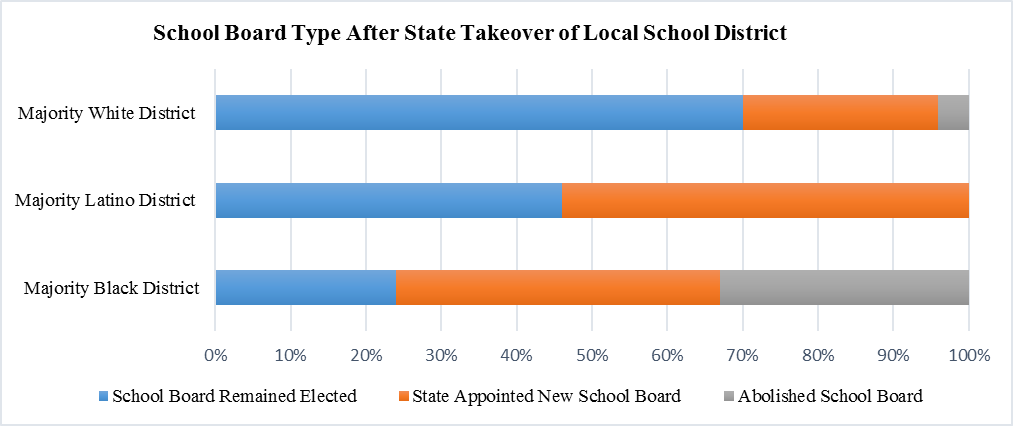 School Board Type After State Takeover of Local School District
Majority White District
Majority Latino District
Majority Black District
0% 10% 20% 30% 40% 50% 60% 70% 80% 90% 100%
School Board Remained Elected State Appointed New School Board Abolished School Board